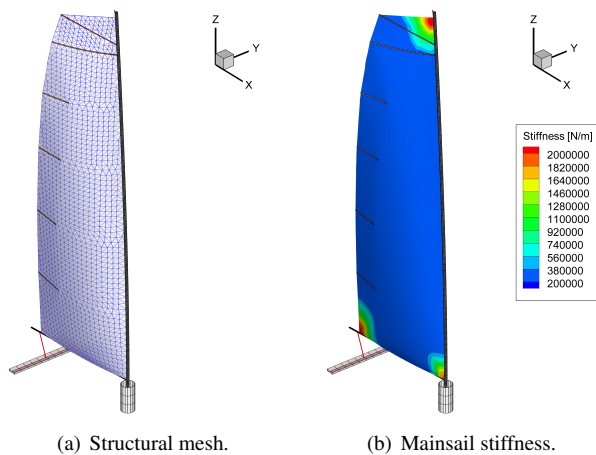 Z
Y
X
Z
Y
X
Stiffness [N/m]
2000000
1820000
1640000
1460000
1280000
1100000
920000
740000
560000
380000
200000
(a) Structural mesh.
(b) Mainsail stiffness.